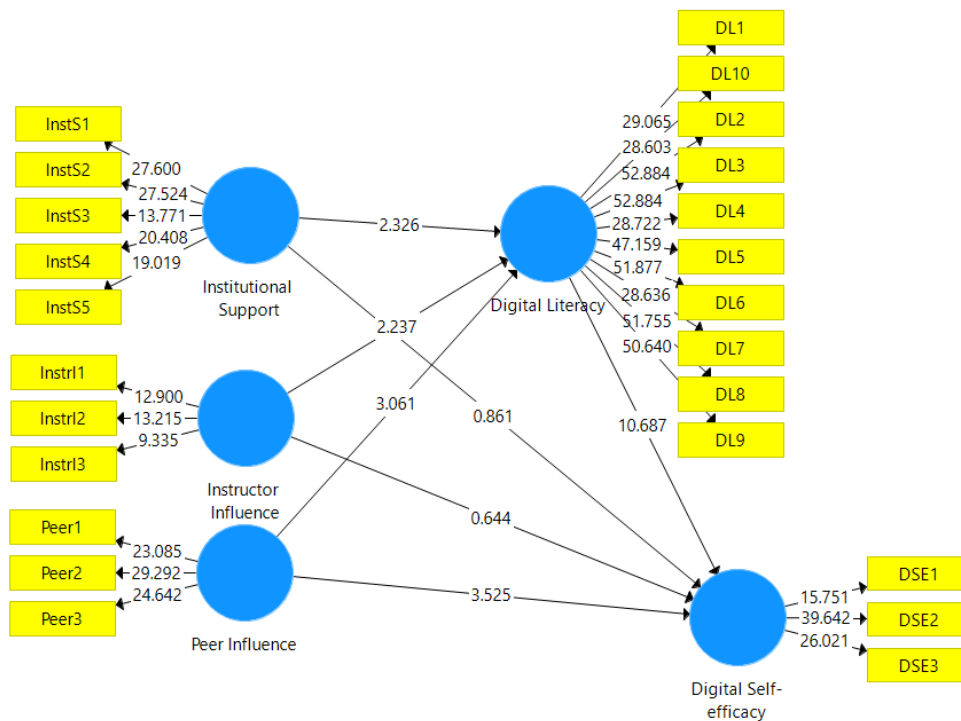 DL1
DL10
DL2
DL3
DL4
DL5
DL6
DL7
DL8
DL9
29.065
28.603
52.884
52.884
28.722
47.159
51.877
28.636
51.755
50.640
InstS1
InstS2
InstS3
InstS4
InstS5
27.600
27.524
13.771
20.408
19.019
Institutional
Support
2.326
Digital Literacy
2.237
3.061
0.861
10.687
InstrI1
InstrI2
InstrI3
12.900
13.215
9.335
Instructor
Influence
0.644
Peer1
Peer2
Peer3
23.085
29.292
24.642
Peer Influence
3.525
15.751
39.642
26.021
DSE1
DSE2
DSE3
Digital Self-
efficacy